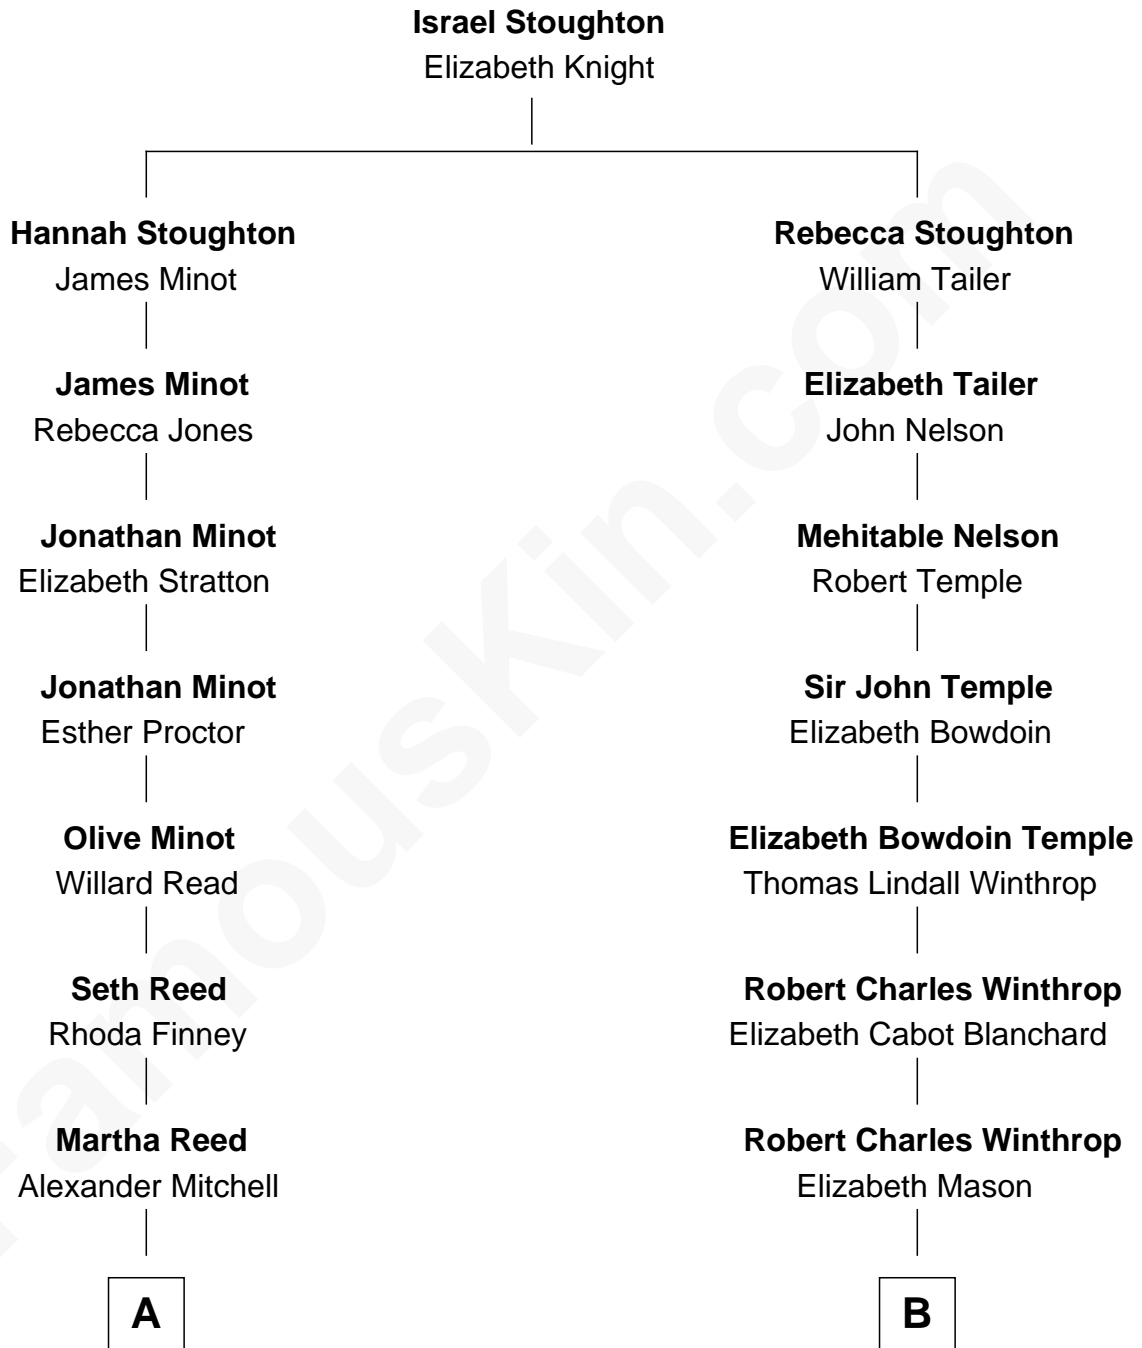 Israel Stoughton
Elizabeth Knight
Hannah Stoughton
James Minot
James Minot
Rebecca Jones
Jonathan Minot
Elizabeth Stratton
Jonathan Minot
Esther Proctor
Olive Minot
Willard Read
Seth Reed
Rhoda Finney
Martha Reed
Alexander Mitchell
A
Rebecca Stoughton
William Tailer
Elizabeth Tailer
John Nelson
Mehitable Nelson
Robert Temple
Sir John Temple
Elizabeth Bowdoin
Elizabeth Bowdoin Temple
Thomas Lindall Winthrop
Robert Charles Winthrop
Elizabeth Cabot Blanchard
Robert Charles Winthrop
Elizabeth Mason
B
FamousKin.com